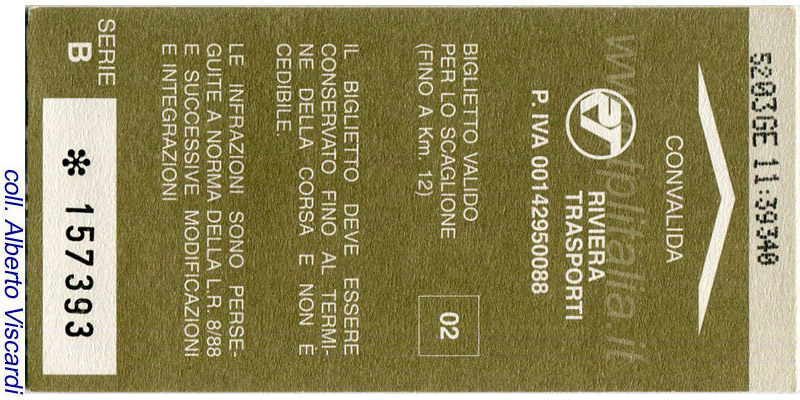 5203GE 11:39340
CONVALIDA
RIVIERA
TRASPORTI
P. IVA 00142950088
BIGLIETTO VALIDO
PER LO SCAGLIONE
(FINO A Km. 12)
02
IL BIGLIETTO DEVE ESSERE
CONSERVATO FINO AL TERMI-
NE DELLA CORSA E NON È
CEDIBILE.
LE INFRAZIONI SONO PERSE-
GUITE A NORMA DELLA L.R. 8/88
E SUCCESSIVE MODIFICAZIONI
E INTEGRAZIONI
SERIE
B
* 157393
coll. Alberto Viscardi
www.tplitalia.it